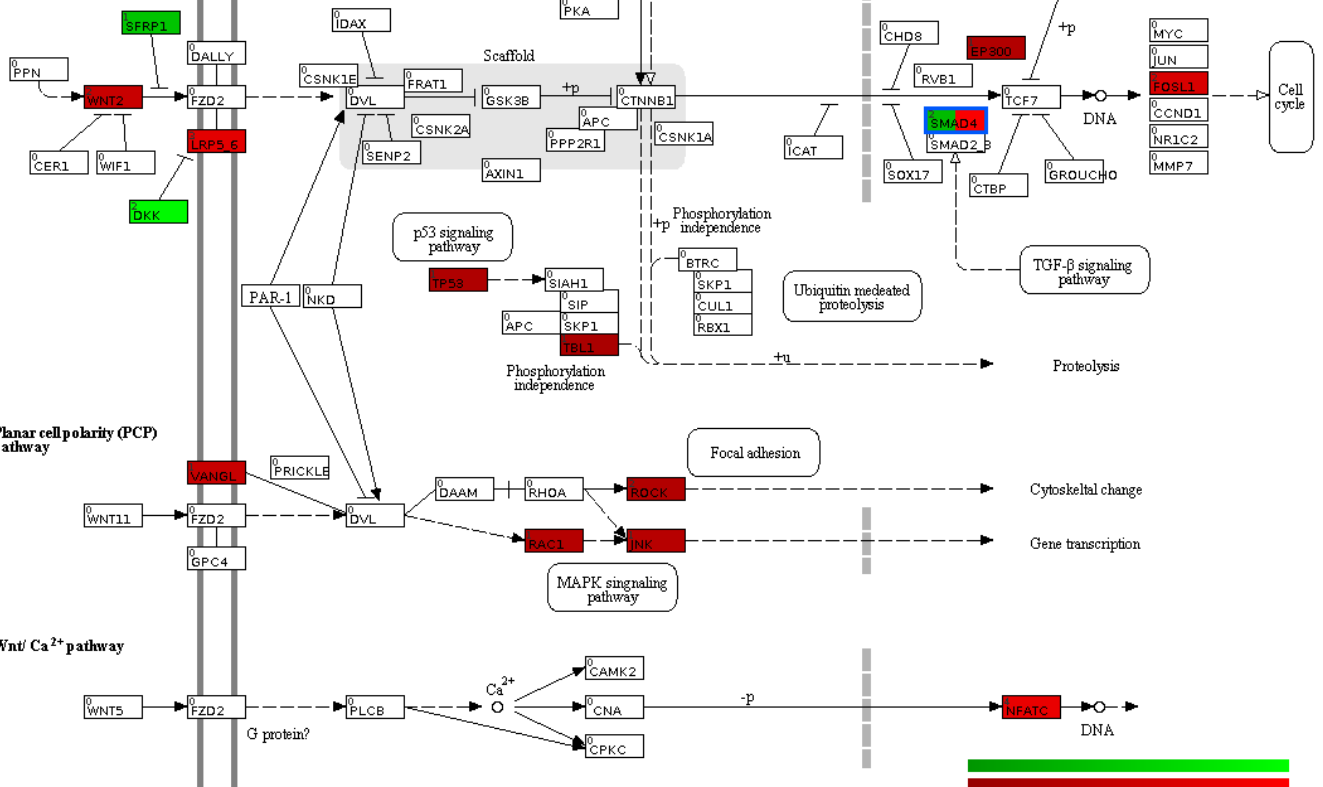 PKA
SFRP1
IDAX
+p
MYC
CHD8
JUN
EP300
DALLY
Scaffold
PPN
CSNK1E
FRAT1
RVB1
FOSL1
Cell
cycle
WNT2
FZD2
DVL
GSK3B
+p
CTNNB1
TCF7
DNA
CCND1
APC
SMAD4
CSNK2A
PPP2R1
CSNK1A
NR1C2
LRP5_6
SMAD2_3
ICAT
CER1
WIF1
SENP2
MMP7
AXIN1
SOX17
CTBP
GROUCHO
DKK
p53 signaling
pathway
+p
Phosphorylation
independence
BTRC
TP53
SIAH1
SKP1
Ubiquitin medeated
proteolysis
TGF-β signaling
pathway
PAR-1
NKD
SIP
CUL1
APC
SKP1
RBX1
TBL1
+u
Proteolysis
Phosphorylation
independence
Planar cell polarity (PCP)
athway
Focal adhesion
VANGL
PRICKLE
DAAM
RHOA
ROCK
Cytoskeltal change
WNT11
FZD2
DVL
RAC1
JNK
Gene transcription
GPC4
MAPK singnaling
pathway
Wnt/ Ca2+ pathway
CAMK2
Ca2+
WNT5
FZD2
PLCB
CNA
-p
NFATC
G protein?
CPKC
DNA